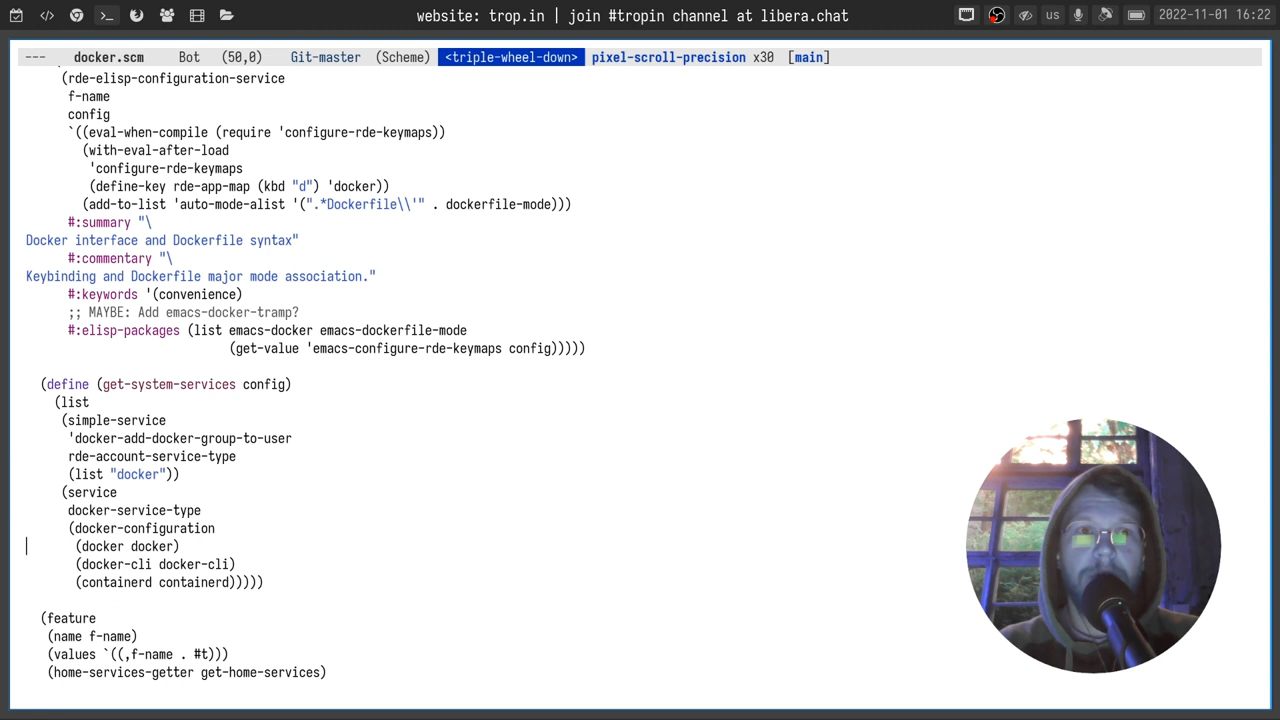 website: trop.in | join #tropin channel at libera.chat
us
2022-11-01 16:22
--- docker.scm Bot (50,0) Git-master (Scheme) <triple-wheel-down> pixel-scroll-precision x30 [main]
(rde-elisp-configuration-service
f-name
config
`((eval-when-compile (require 'configure-rde-keymaps))
(with-eval-after-load
'configure-rde-keymaps
(define-key rde-app-map (kbd "d") 'docker))
(add-to-list 'auto-mode-alist '(".*Dockerfile\\'" . dockerfile-mode)))
#:summary "\
Docker interface and Dockerfile syntax"
#:commentary "\
Keybinding and Dockerfile major mode association."
#:keywords '(convenience)
;; MAYBE: Add emacs-docker-tramp?
#:elisp-packages (list emacs-docker emacs-dockerfile-mode
(get-value 'emacs-configure-rde-keymaps config)))))
(define (get-system-services config)
(list
(simple-service
'docker-add-docker-group-to-user
rde-account-service-type
(list "docker"))
(service
docker-service-type
(docker-configuration
(docker docker)
(docker-cli docker-cli)
(containerd containerd)))))
(feature
(name f-name)
(values `((,f-name . #t)))
(home-services-getter get-home-services)